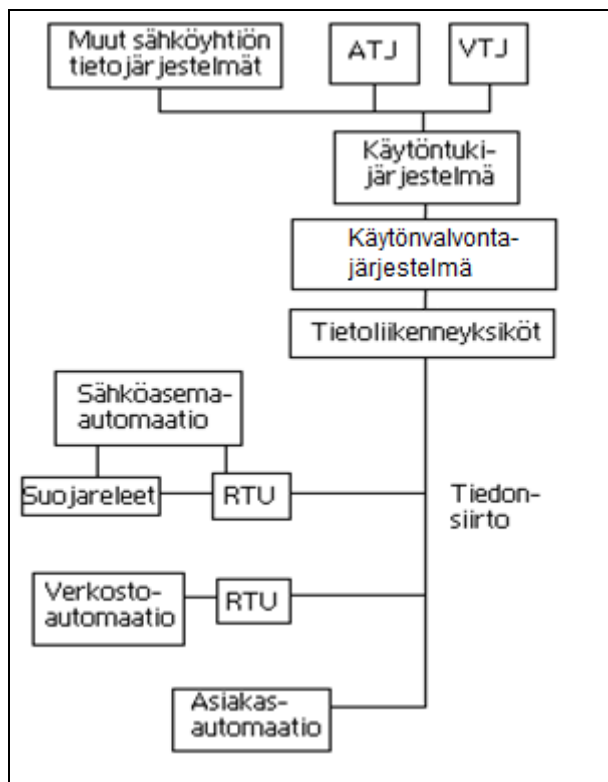 Muut sähköyhtiön
tietojärjestelmät
ATJ
VTJ
Käytöntuki-
järjestelmä
Käytönvalvonta-
järjestelmä
Tietoliikenneyksiköt
Sähköasema-
automaatio
Suojareleet
RTU
Tiedon-
siirto
Verkosto-
automaatio
RTU
Asiakas-
automaatio